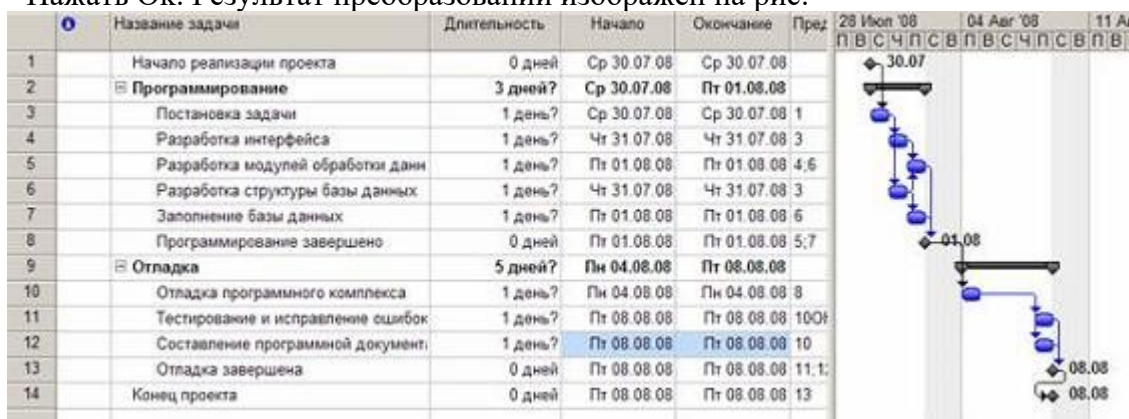 Нажать Ок. Результат преобразований изображен на рис.
Название задачи Длительность Начало Окончание Пред 28 Июл '08 04 Авг '08 11 А
П В С Ч П С В П В С Ч П С В П В
1 Начало реализации проекта 0 дней Ср 30.07.08 Ср 30.07.08 30.07
2 Программирование 3 дней? Ср 30.07.08 Пт 01.08.08
3 Постановка задачи 1 день? Ср 30.07.08 Ср 30.07.08 1
4 Разработка интерфейса 1 день? Чт 31.07.08 Чт 31.07.08 3
5 Разработка модулей обработки данн 1 день? Пт 01.08.08 Пт 01.08.08 4;6
6 Разработка структуры базы данных 1 день? Чт 31.07.08 Чт 31.07.08 3
7 Заполнение базы данных 1 день? Пт 01.08.08 Пт 01.08.08 6
8 Программирование завершено 0 дней Пт 01.08.08 Пт 01.08.08 5;7 01.08
9 Отладка 5 дней? Пн 04.08.08 Пт 08.08.08
10 Отладка программного комплекса 1 день? Пн 04.08.08 Пн 04.08.08 8
11 Тестирование и исправление ошибок 1 день? Пт 08.08.08 Пт 08.08.08 10ОН
12 Составление программной документ 1 день? Пт 08.08.08 Пт 08.08.08 10
13 Отладка завершена 0 дней Пт 08.08.08 Пт 08.08.08 11;1 08.08
14 Конец проекта 0 дней Пт 08.08.08 Пт 08.08.08 13 08.08